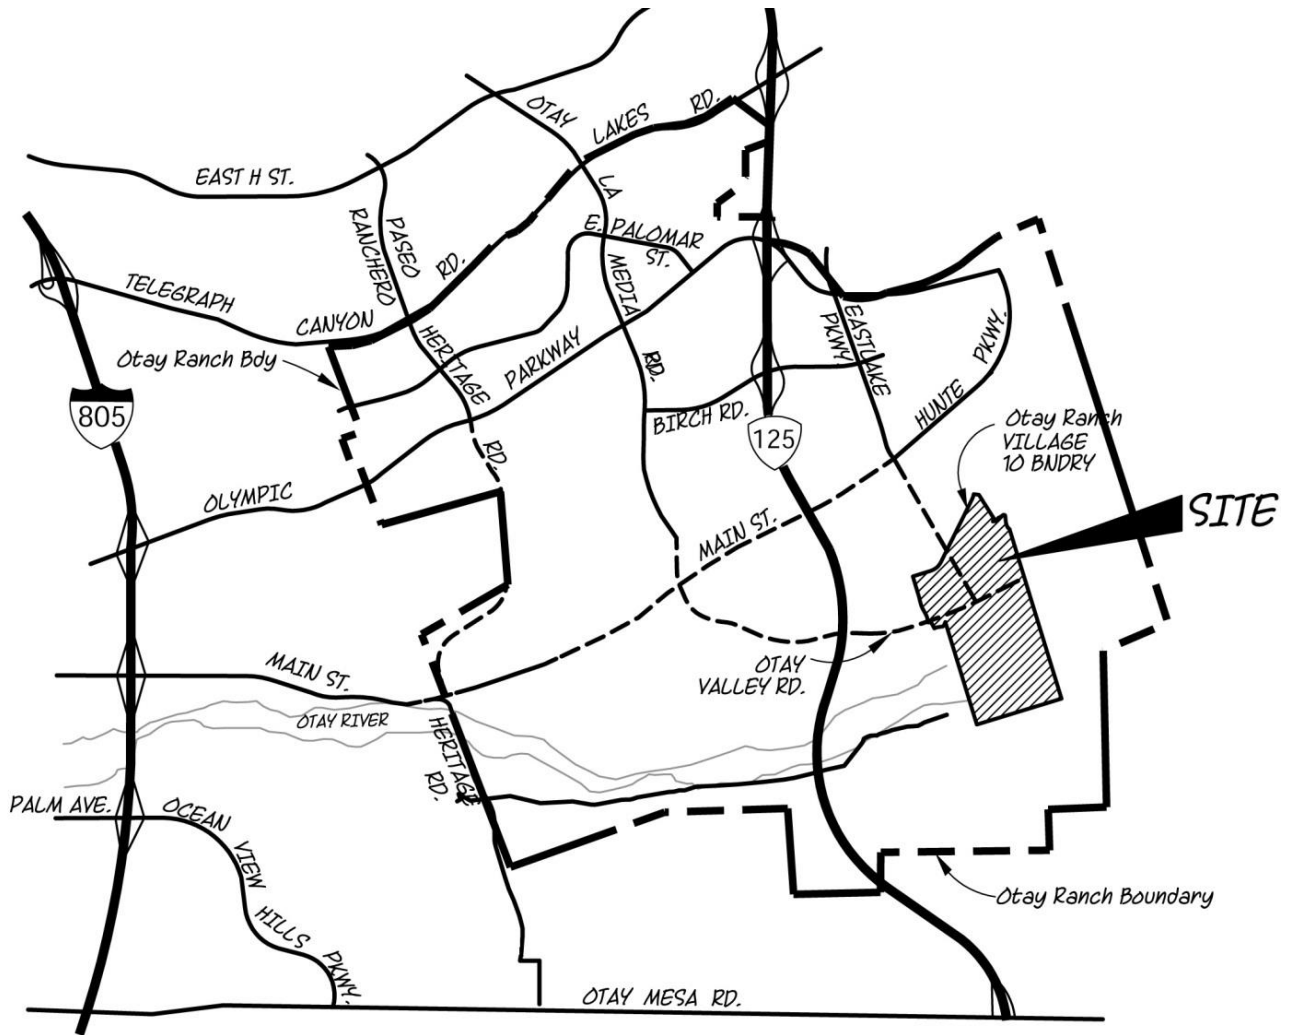 OTAY
LAKES
RD.
EAST H ST.
LA
PASEO
RANCHERO
E. PALOMAR
ST.
RD.
MEDIA
TELEGRAPH
CANYON
EASTLAKE
PKWY
HERITAGE
PARKWAY
PKWY.
Otay Ranch Bdy
RD.
HUNTE
805
BIRCH RD.
125
Otay Ranch
VILLAGE
10 BNDRY
RD.
OLYMPIC
SITE
MAIN ST.
MAIN ST.
OTAY
VALLEY RD.
OTAY RIVER
HERITAGE
RD.
PALM AVE.
OCEAN
VIEW
HILLS
PKWY.
Otay Ranch Boundary
OTAY MESA RD.